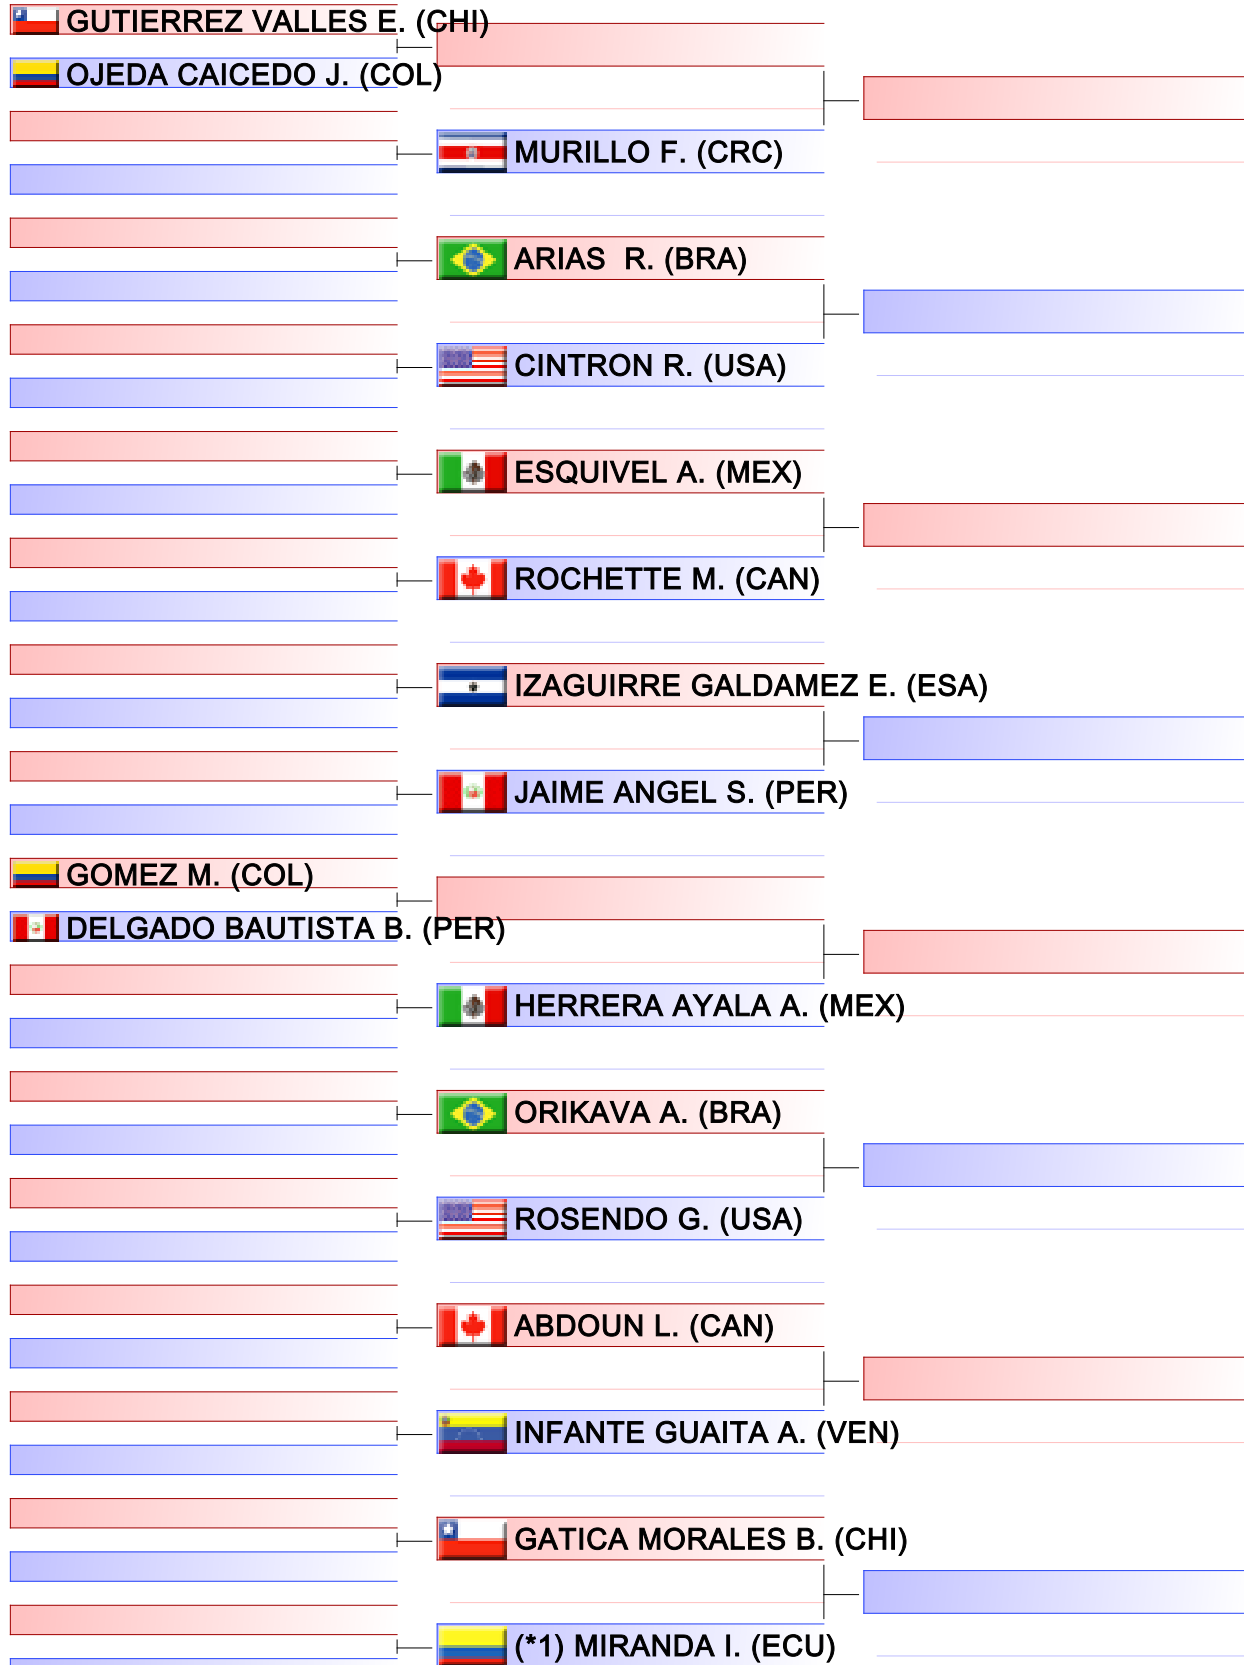 GUTIERREZ VALLES E. (CHI)
OJEDA CAICEDO J. (COL)
MURILLO F. (CRC)
ARIAS  R. (BRA)
CINTRON R. (USA)
ESQUIVEL A. (MEX)
ROCHETTE M. (CAN)
IZAGUIRRE GALDAMEZ E. (ESA)
JAIME ANGEL S. (PER)
GOMEZ M. (COL)
DELGADO BAUTISTA B. (PER)
HERRERA AYALA A. (MEX)
ORIKAVA A. (BRA)
ROSENDO G. (USA)
ABDOUN L. (CAN)
INFANTE GUAITA A. (VEN)
GATICA MORALES B. (CHI)
(*1) MIRANDA I. (ECU)